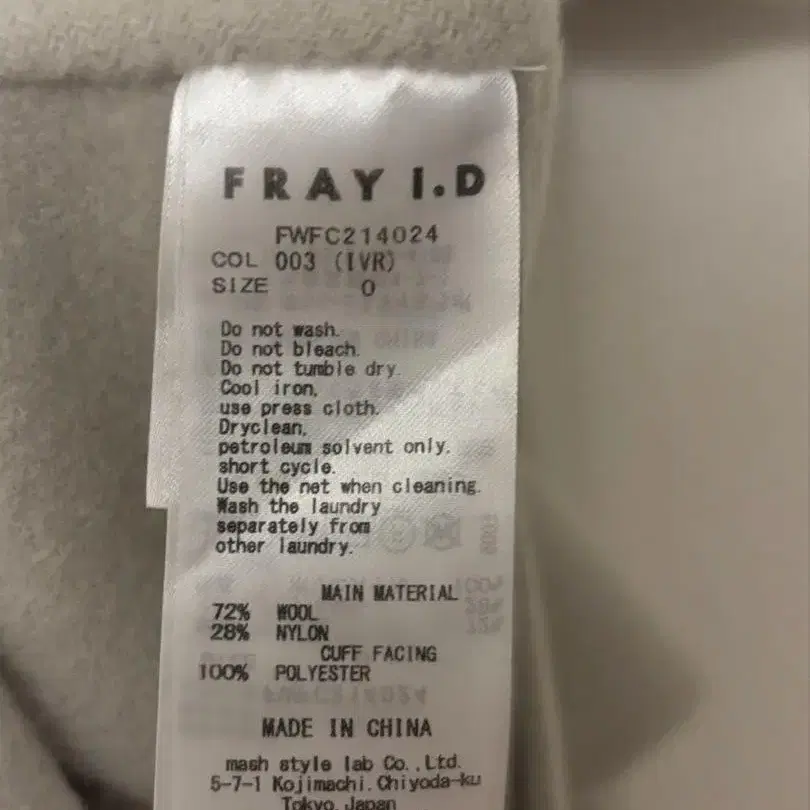 FRAY I.D
FWFC214024
COL 003 (IVR)
SIZE 0
Do not wash.
Do not bleach.
Do not tumble dry.
Cool iron,
use press cloth.
Dryclean,
petroleum solvent only.
short cycle.
Use the net when cleaning.
Wash the laundry
separately from
other laundry.
MAIN MATERIAL
72% WOOL
28% NYLON
CUFF FACING
100% POLYESTER
MADE IN CHINA
mash style lab Co.,Ltd.
5-7-1 Kojimachi.Chiyoda-ku
Tokyo.Japan